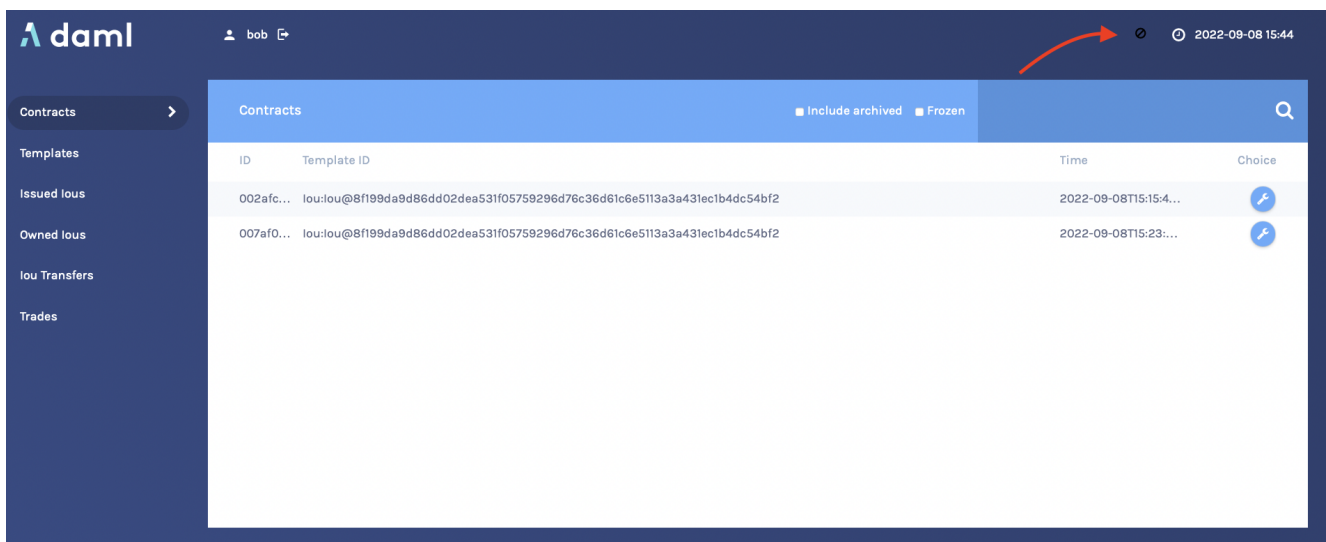 daml
bob
2022-09-08 15:44
Contracts
Templates
Issued Ious
Owned Ious
Iou Transfers
Trades
Contracts
Include archived
Frozen
ID Template ID Time Choice
002afc... Iou:Iou@8f199da9d86dd02dea531f05759296d76c36d61c6e5113a3a431ec1b4dc54bf2 2022-09-08T15:15:4...
007af0... Iou:Iou@8f199da9d86dd02dea531f05759296d76c36d61c6e5113a3a431ec1b4dc54bf2 2022-09-08T15:23:...